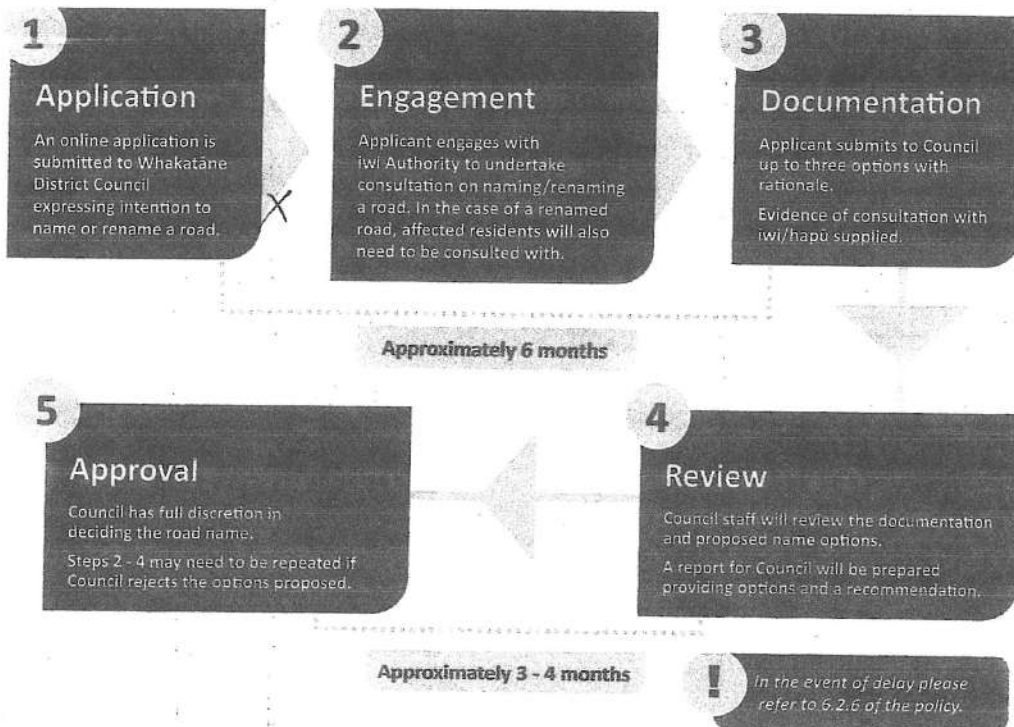 1
Application
An online application is
submitted to Whakatāne
District Council
expressing intention to
name or rename a road.
X
2
Engagement
Applicant engages with
iwi Authority to undertake
consultation on naming/renaming
a road. In the case of a renamed
road, affected residents will also
need to be consulted with.
3
Documentation
Applicant submits to Council
up to three options with
rationale.
Evidence of consultation with
iwi/hapū supplied.
Approximately 6 months
5
Approval
Council has full discretion in
deciding the road name.
Steps 2 - 4 may need to be repeated if
Council rejects the options proposed.
4
Review
Council staff will review the documentation
and proposed name options.
A report for Council will be prepared
providing options and a recommendation.
Approximately 3 - 4 months
!
In the event of delay please
refer to 6.2.6 of the policy.